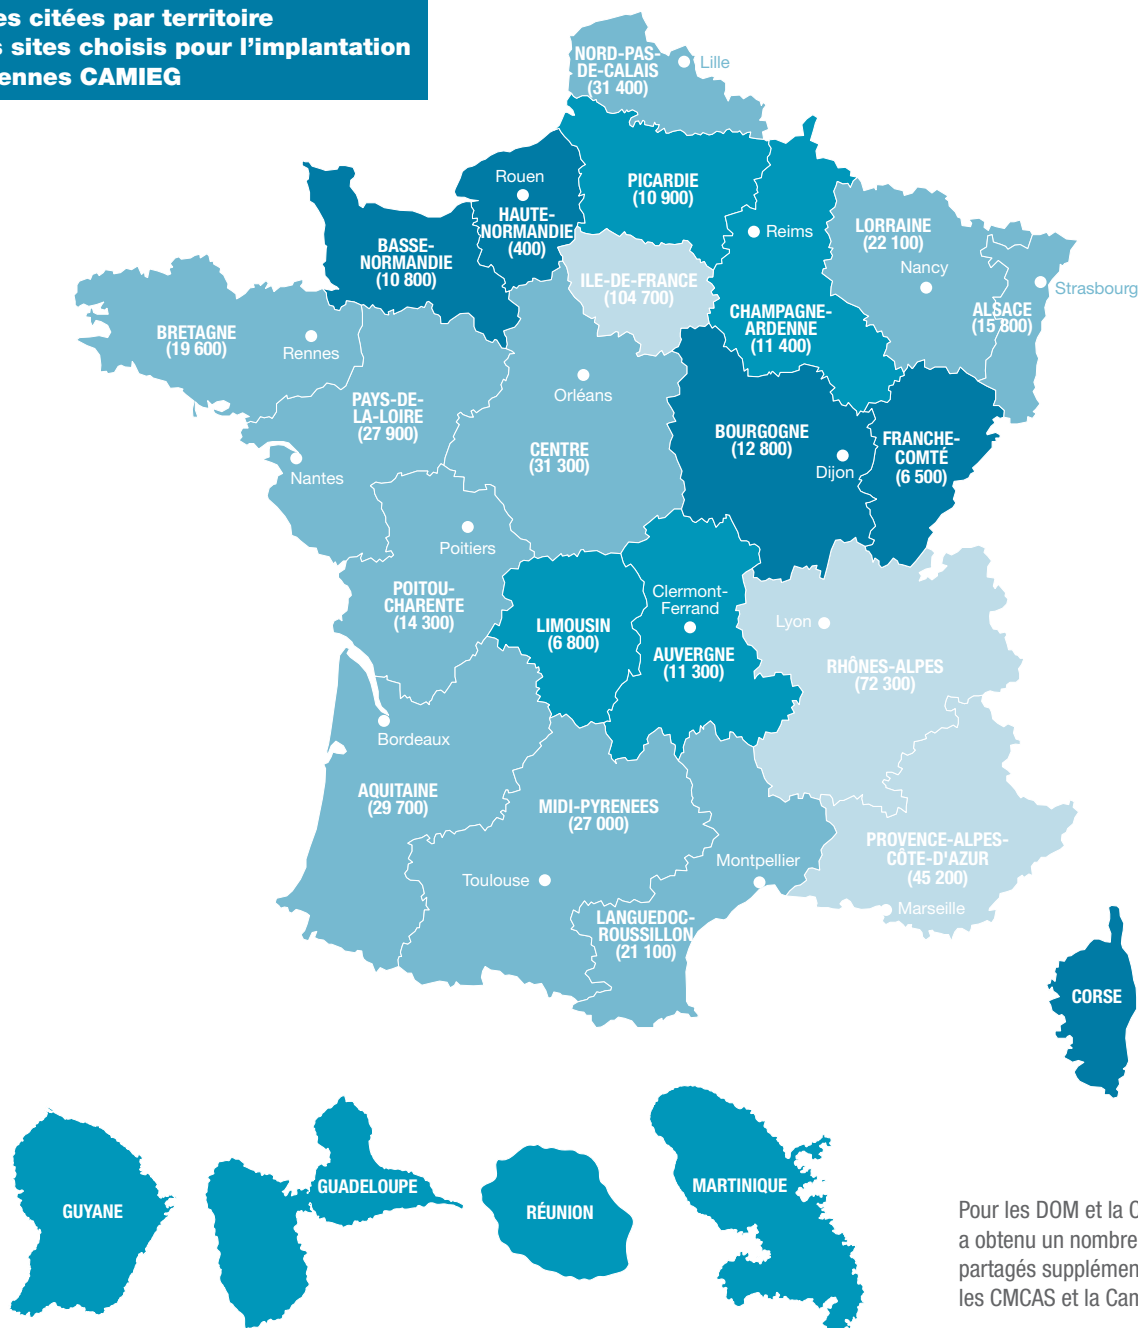 es citées par territoire
s sites choisis pour l'implantation
ennes CAMIEG
NORD-PAS-
DE-CALAIS
(31 400)
Lille
PICARDIE
(10 900)
Rouen
HAUTE-
NORMANDIE
(400)
BASSE-
NORMANDIE
(10 800)
Reims
CHAMPAGNE-
ARDENNE
(11 400)
LORRAINE
(22 100)
Nancy
Strasbourg
ALSACE
(15 800)
ILE-DE-FRANCE
(104 700)
BRETAGNE
(19 600)
Rennes
PAYS-DE-
LA-LOIRE
(27 900)
Nantes
Orléans
CENTRE
(31 300)
BOURGOGNE
(12 800)
Dijon
FRANCHE-
COMTÉ
(6 500)
Poitiers
POITOU-
CHARENTE
(14 300)
LIMOUSIN
(6 800)
Clermont-
Ferrand
AUVERGNE
(11 300)
Lyon
RHÔNES-ALPES
(72 300)
Bordeaux
AQUITAINE
(29 700)
MIDI-PYRENEES
(27 000)
Toulouse
Montpellier
LANGUEDOC-
ROUSSILLON
(21 100)
PROVENCE-ALPES-
CÔTE-D'AZUR
(45 200)
Marseille
CORSE
GUYANE
GUADELOUPE
RÉUNION
MARTINIQUE
Pour les DOM et la C
a obtenu un nombre
partagés supplémen
les CMCAS et la Cam